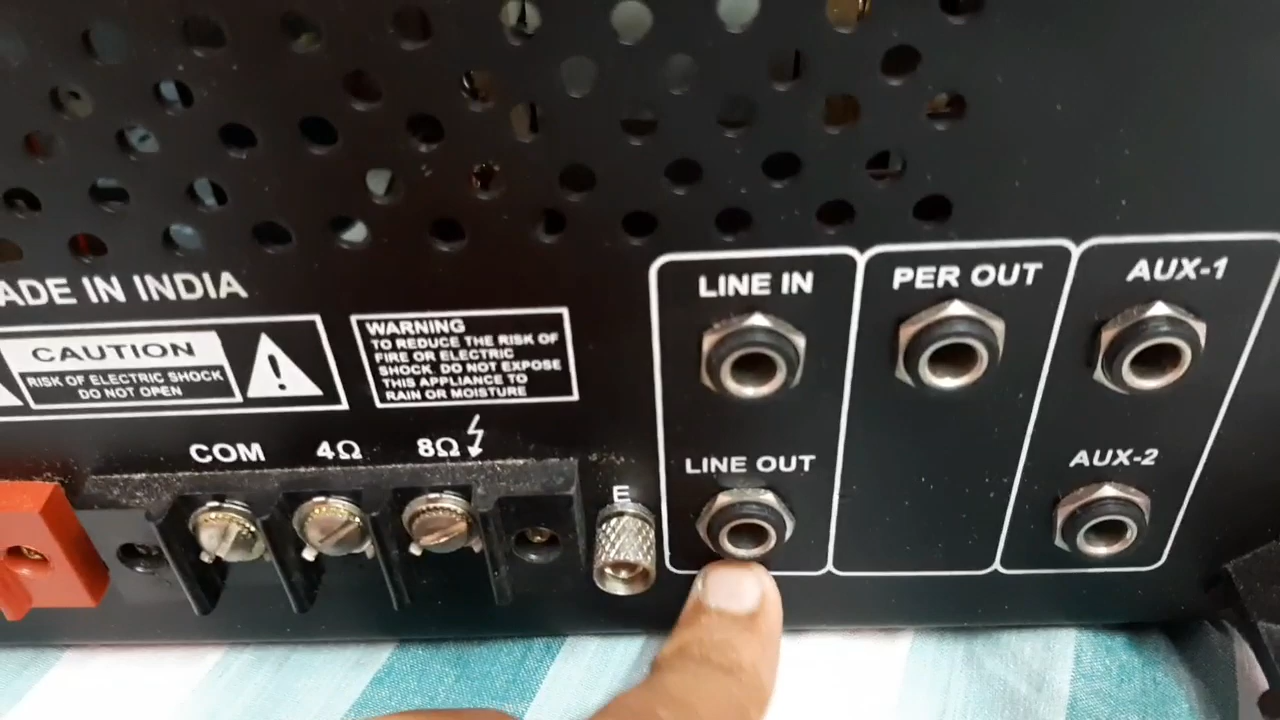 ADE IN INDIA
CAUTION
RISK OF ELECTRIC SHOCK
DO NOT OPEN
WARNING
TO REDUCE THE RISK OF
FIRE OR ELECTRIC
SHOCK. DO NOT EXPOSE
THIS APPLIANCE TO
RAIN OR MOISTURE
COM
4Ω
8Ω
E
LINE IN
LINE OUT
PER OUT
AUX-1
AUX-2